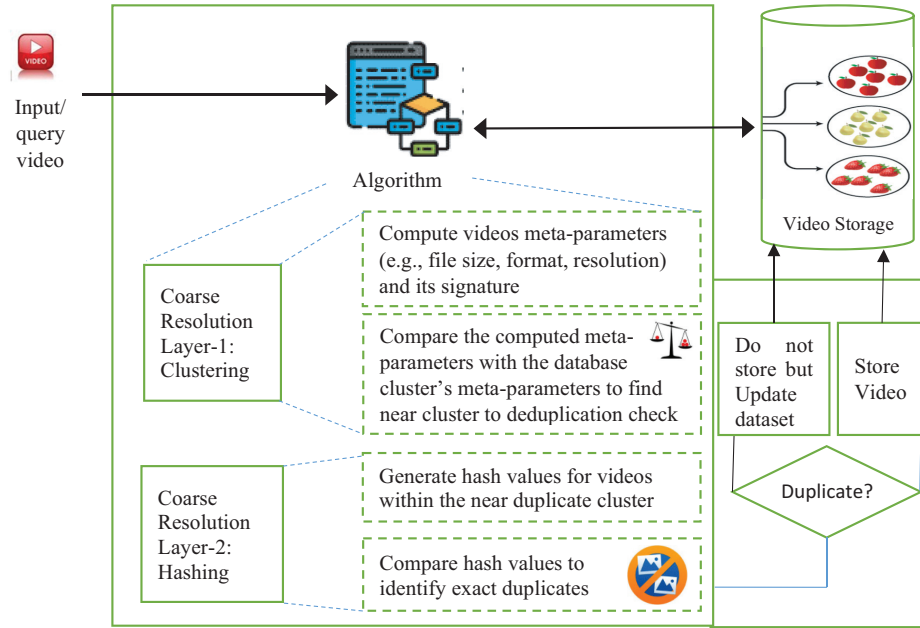 VIDEO
Input/
query
video
Algorithm
Video Storage
Coarse
Resolution
Layer-1:
Clustering
Compute videos meta-parameters
(e.g., file size, format, resolution)
and its signature
Compare the computed meta-
parameters with the database
cluster's meta-parameters to find
near cluster to deduplication check
Coarse
Resolution
Layer-2:
Hashing
Generate hash values for videos
within the near duplicate cluster
Compare hash values to
identify exact duplicates
Do not
store but
Update
dataset
Store
Video
Duplicate?